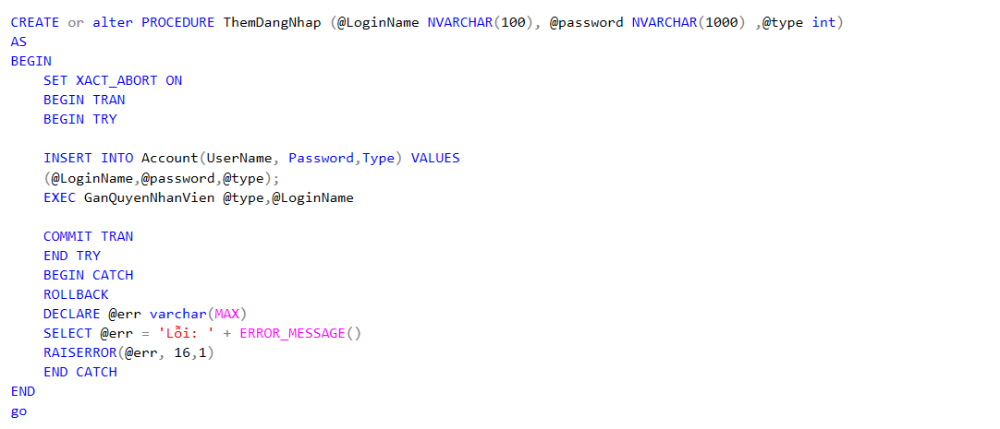 CREATE or alter PROCEDURE ThemDangNhap (@LoginName NVARCHAR(100), @password NVARCHAR(1000) ,@type int)
AS
BEGIN
SET XACT_ABORT ON
BEGIN TRAN
BEGIN TRY
INSERT INTO Account(UserName, Password,Type) VALUES
(@LoginName,@password,@type);
EXEC GanQuyenNhanVien @type,@LoginName
COMMIT TRAN
END TRY
BEGIN CATCH
ROLLBACK
DECLARE @err varchar(MAX)
SELECT @err = 'Lỗi: ' + ERROR_MESSAGE()
RAISERROR(@err, 16,1)
END CATCH
END
go